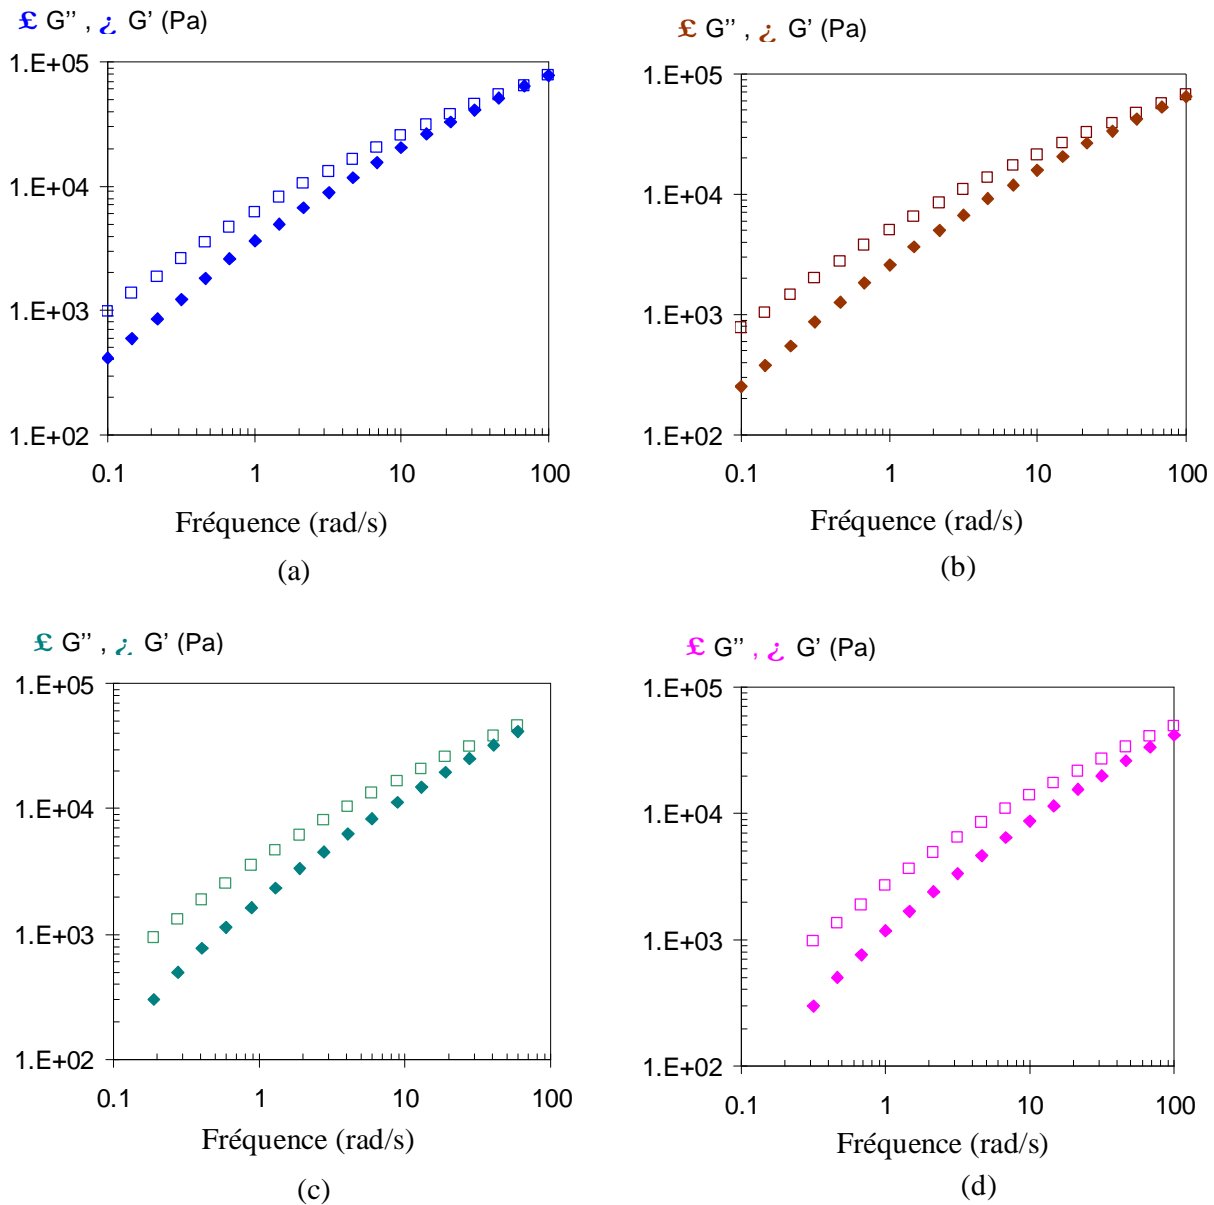 £ G'' , ¿ G' (Pa)
1.E+05
1.E+04
1.E+03
1.E+02
0.1 1 10 100
Fréquence (rad/s)
(a)
£ G'' , ¿ G' (Pa)
1.E+05
1.E+04
1.E+03
1.E+02
0.1 1 10 100
Fréquence (rad/s)
(b)
£ G'' , ¿ G' (Pa)
1.E+05
1.E+04
1.E+03
1.E+02
0.1 1 10 100
Fréquence (rad/s)
(c)
£ G'' , ¿ G' (Pa)
1.E+05
1.E+04
1.E+03
1.E+02
0.1 1 10 100
Fréquence (rad/s)
(d)